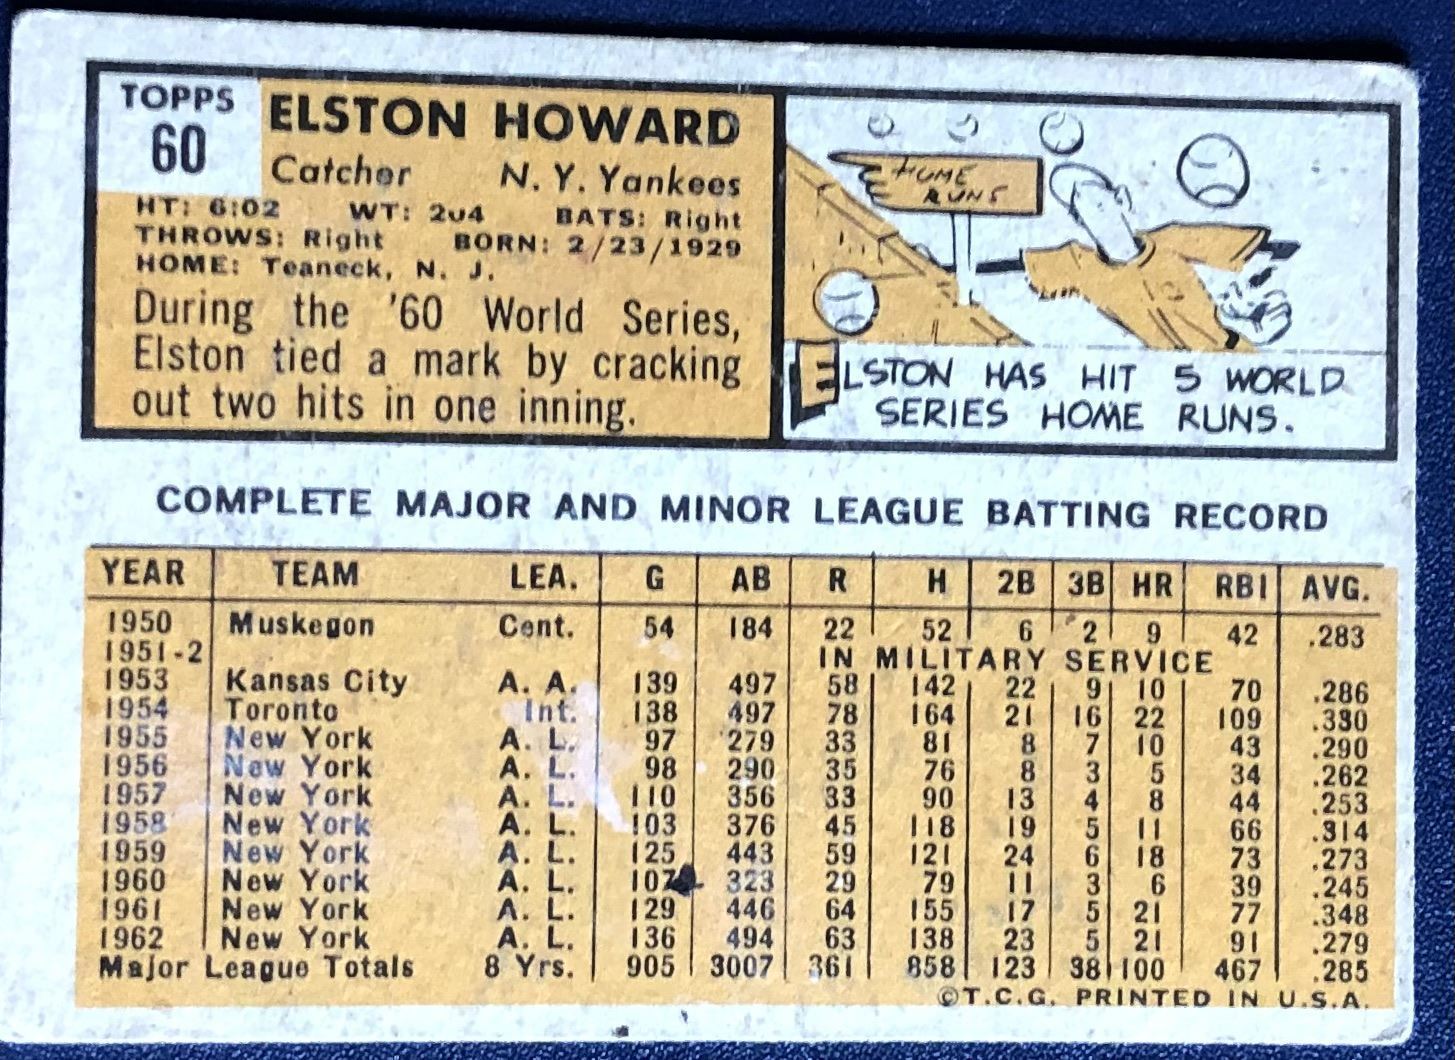 TOPPS
60
ELSTON HOWARD
Catcher N. Y. Yankees
HT: 6:02 WT: 204 BATS: Right
THROWS: Right BORN: 2/23/1929
HOME: Teaneck, N. J.
During the '60 World Series,
Elston tied a mark by cracking
out two hits in one inning.
HOME
RUNS
ELSTON HAS HIT 5 WORLD
SERIES HOME RUNS.
COMPLETE MAJOR AND MINOR LEAGUE BATTING RECORD
YEAR TEAM LEA. G AB R H 2B 3B HR RBI AVG.
1950 Muskegon Cent. 54 184 22 52 6 2 9 42 .283
1951-2 IN MILITARY SERVICE
1953 Kansas City A. A. 139 497 58 142 22 9 10 70 .286
1954 Toronto Int. 138 497 78 164 21 16 22 109 .330
1955 New York A. L. 97 279 33 81 8 7 10 43 .290
1956 New York A. L. 98 290 35 76 8 3 5 34 .262
1957 New York A. L. 110 356 33 90 13 4 8 44 .253
1958 New York A. L. 103 376 45 118 19 5 11 66 .314
1959 New York A. L. 125 443 59 121 24 6 18 73 .273
1960 New York A. L. 107 323 29 79 11 3 6 39 .245
1961 New York A. L. 129 446 64 155 17 5 21 77 .348
1962 New York A. L. 136 494 63 138 23 5 21 91 .279
Major League Totals 8 Yrs. 905 3007 361 858 123 38 100 467 .285
©T.C.G. PRINTED IN U.S.A.